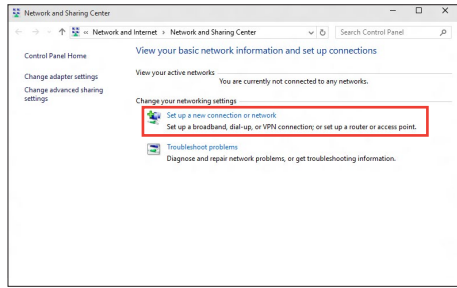 Network and Sharing Center
« Network and Internet › Network and Sharing Center
Search Control Panel
Control Panel Home
View your basic network information and set up connections
Change adapter settings
Change advanced sharing
settings
View your active networks
You are currently not connected to any networks.
Change your networking settings
Set up a new connection or network
Set up a broadband, dial-up, or VPN connection; or set up a router or access point.
Troubleshoot problems
Diagnose and repair network problems, or get troubleshooting information.